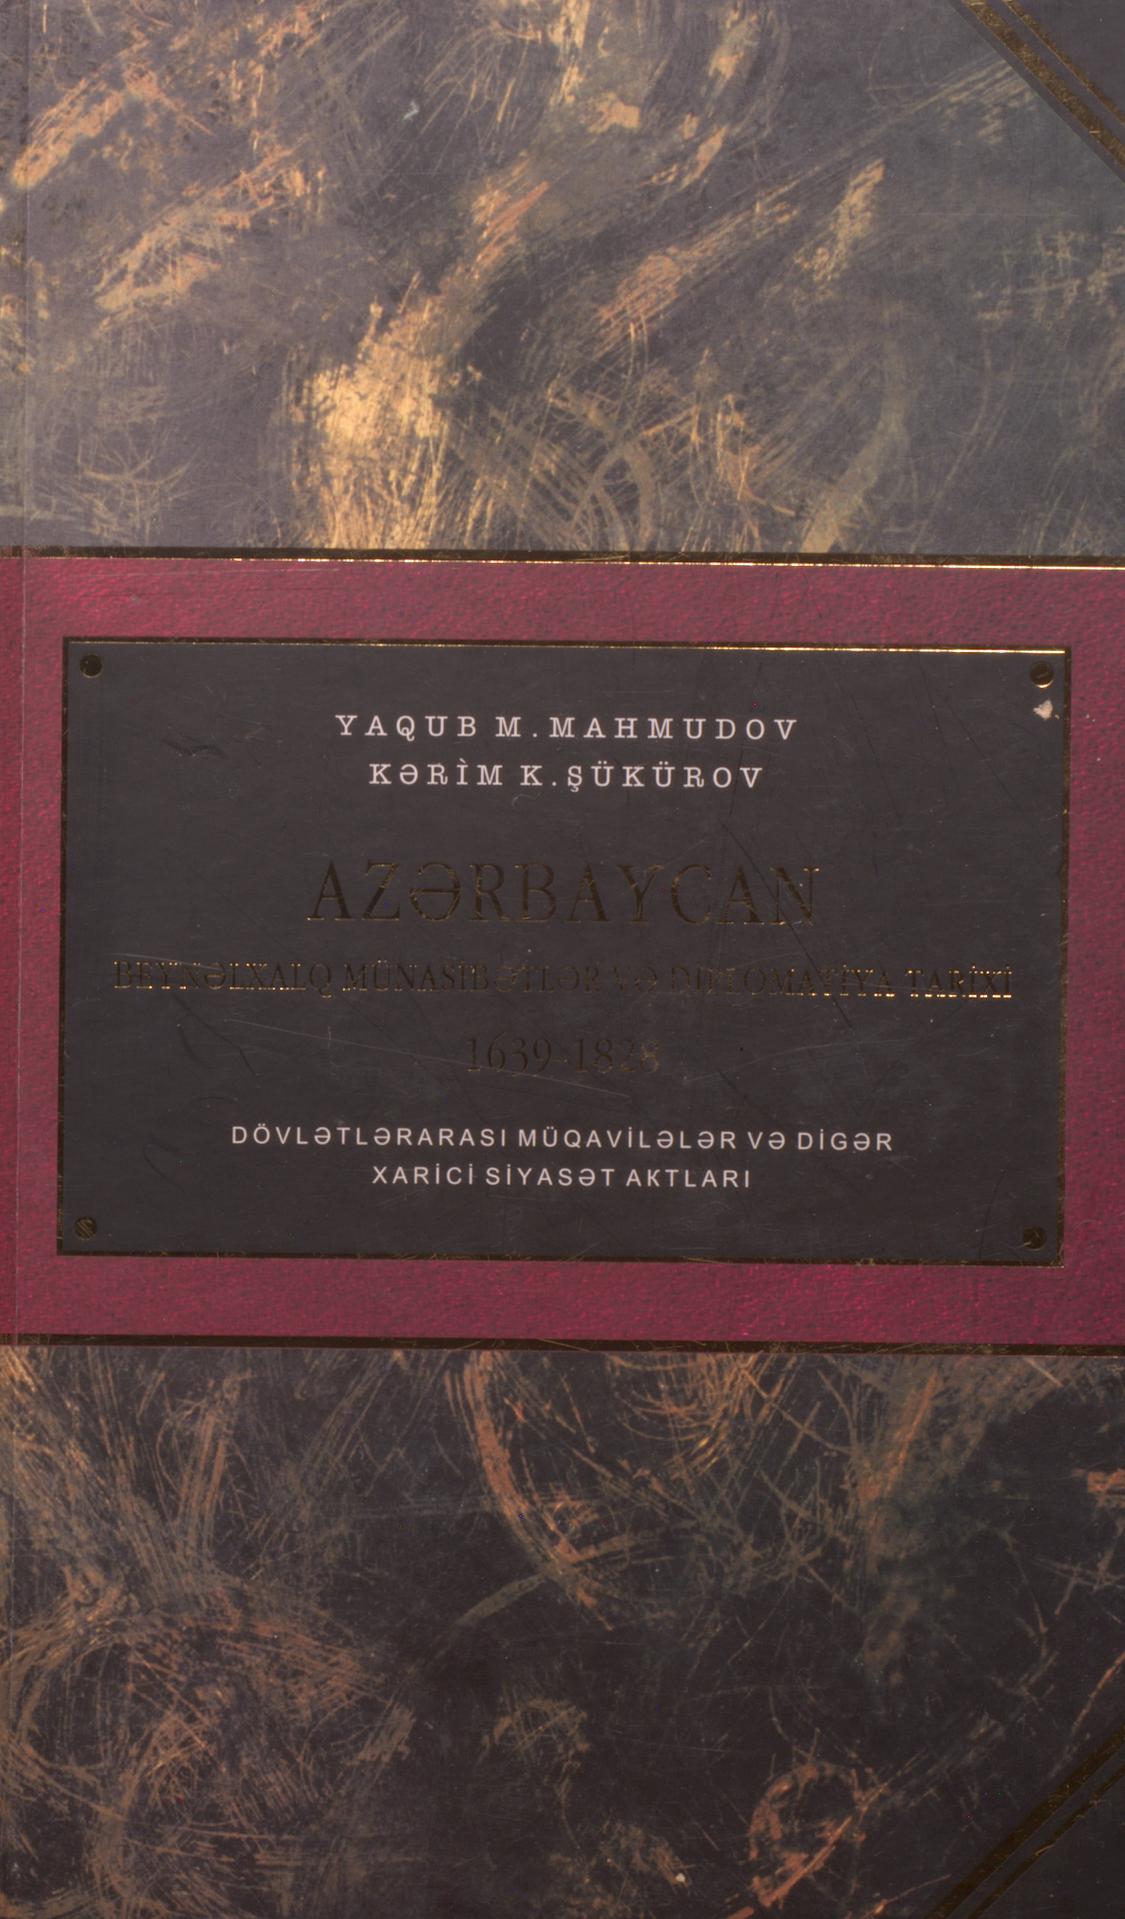 YAQUB M.MAHMUDOV
KƏRÌM K.ŞÜKÜROV
AZƏRBAYCAN
BEYNƏLXALQ MÜNASİBƏTLƏR VƏ DİPLOMATİYA TARİXİ
1639-1828
DÖVLƏTLƏRARASI MÜQAVİLƏLƏR VƏ DİGƏR
XARİCİ SİYASƏT AKTLARI